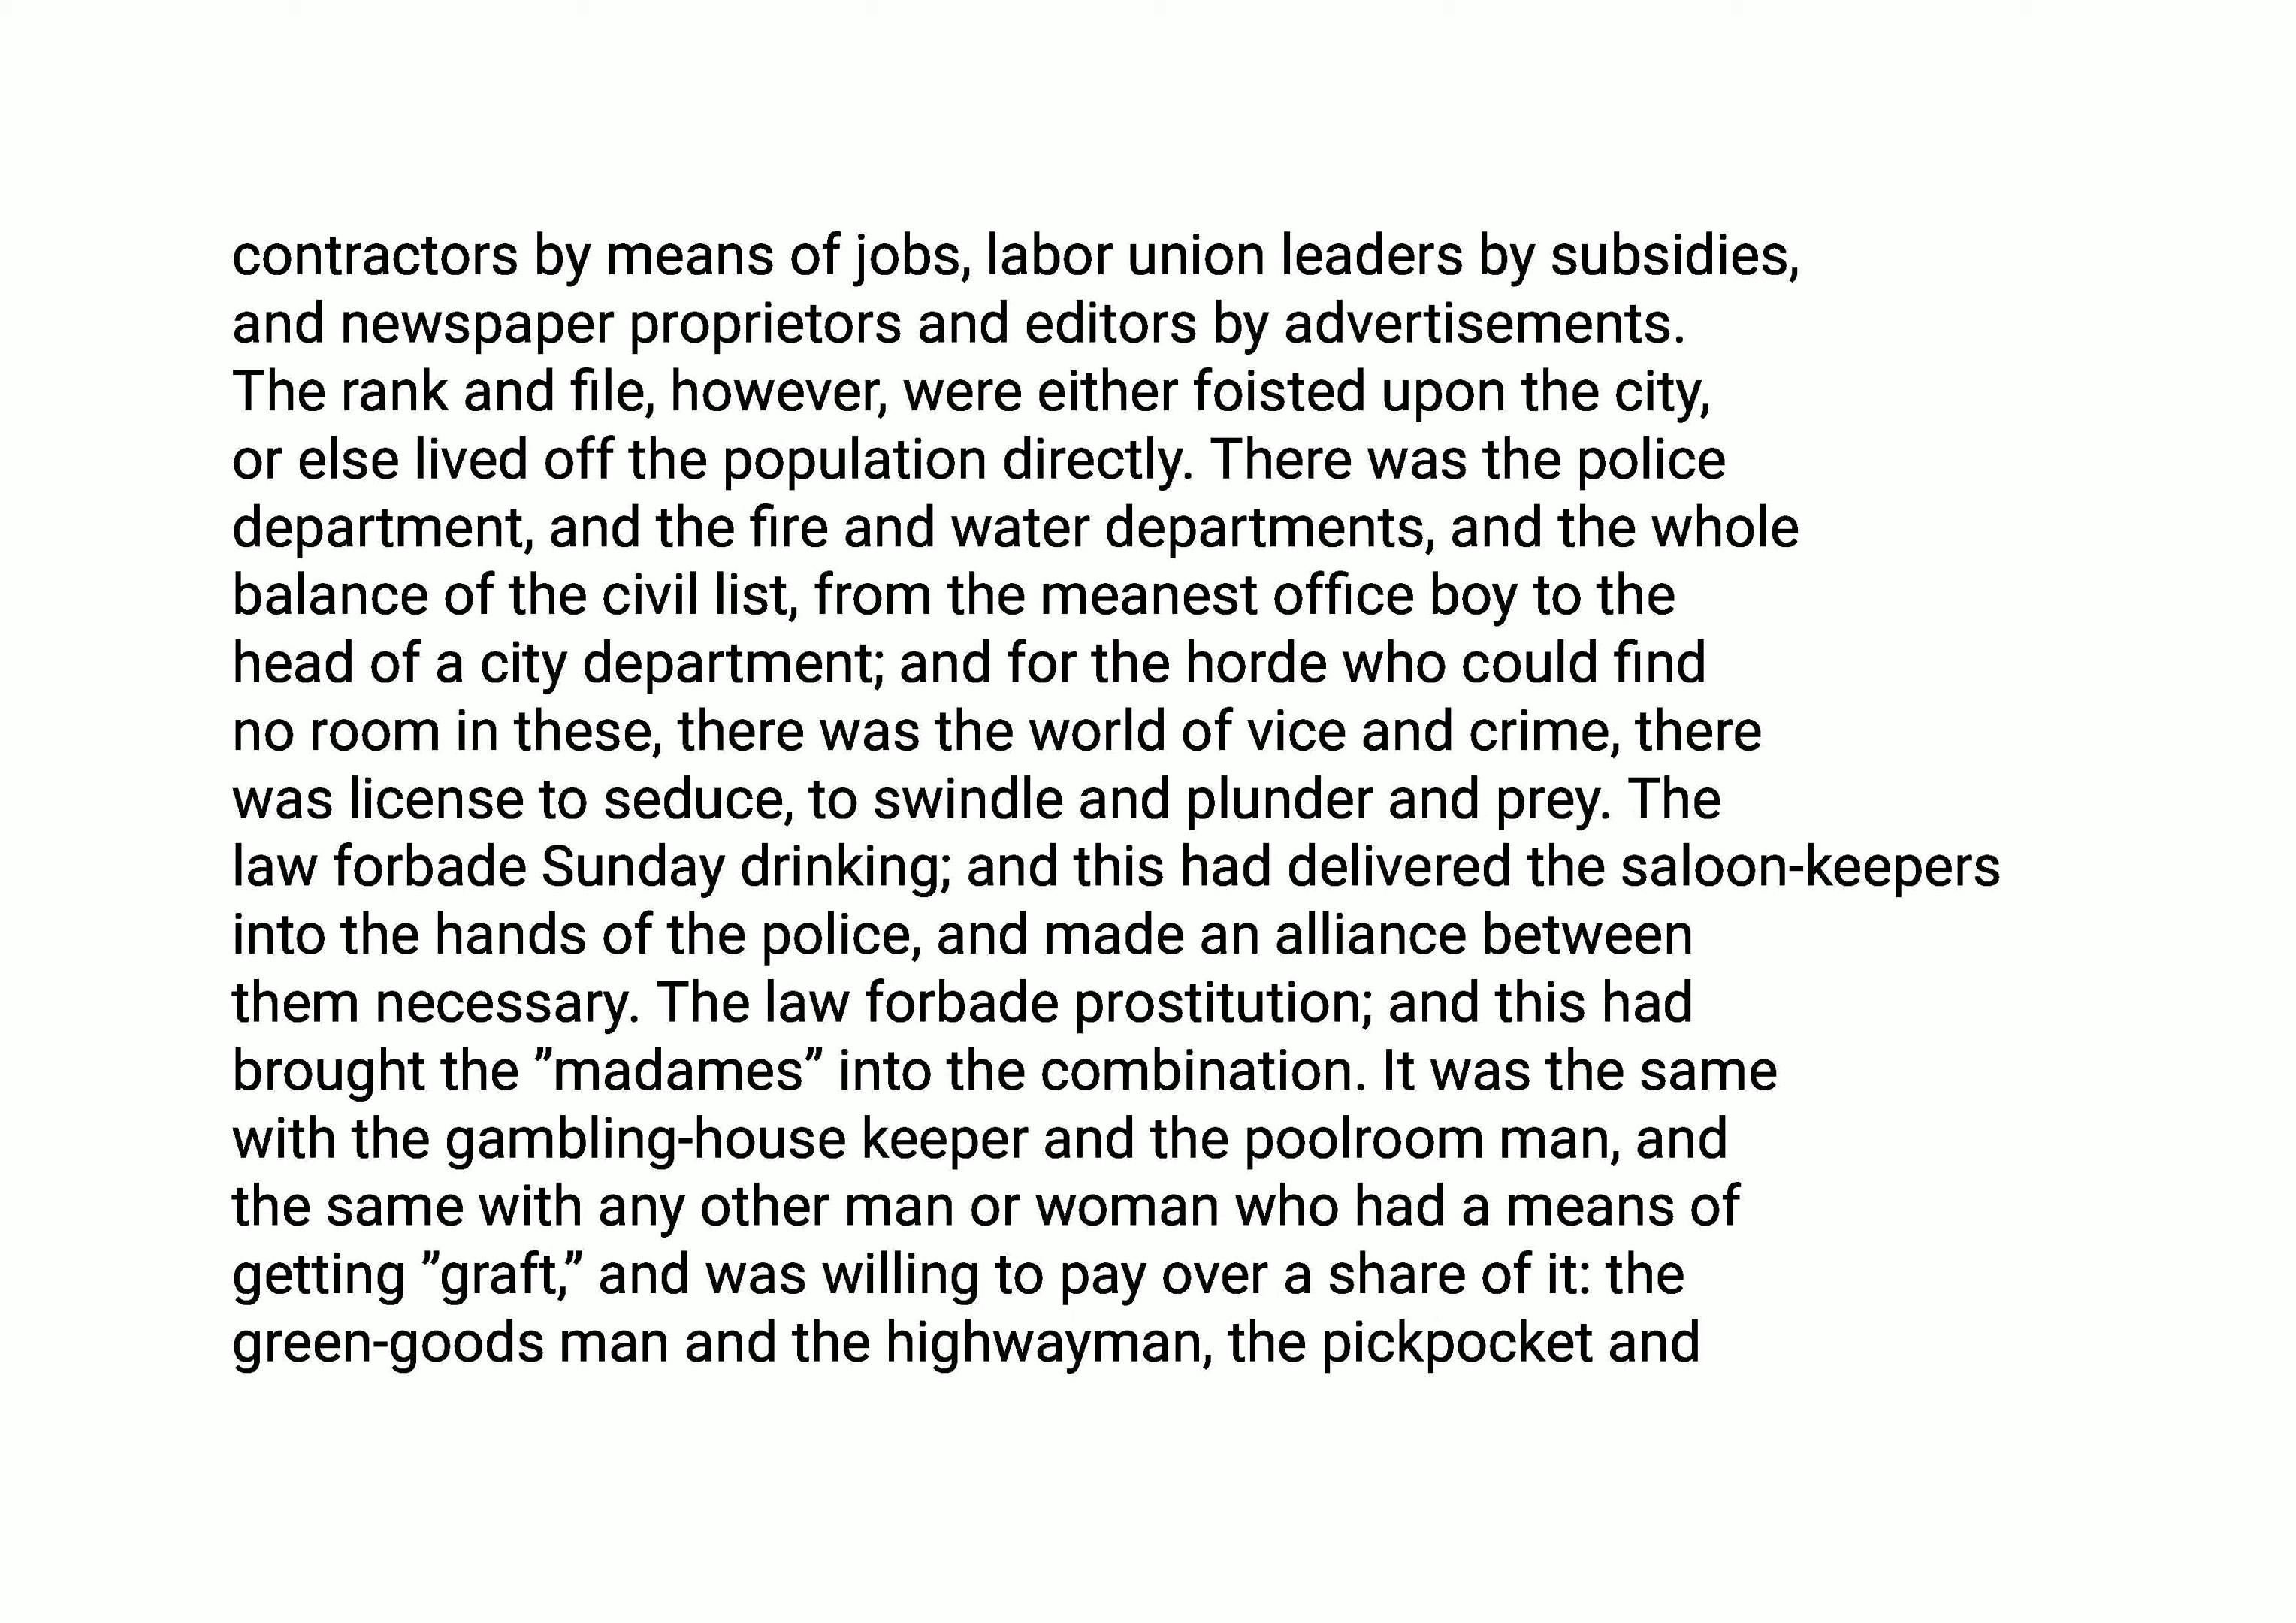 contractors by means of jobs, labor union leaders by subsidies,
and newspaper proprietors and editors by advertisements.
The rank and file, however, were either foisted upon the city,
or else lived off the population directly. There was the police
department, and the fire and water departments, and the whole
balance of the civil list, from the meanest office boy to the
head of a city department; and for the horde who could find
no room in these, there was the world of vice and crime, there
was license to seduce, to swindle and plunder and prey. The
law forbade Sunday drinking; and this had delivered the saloon-keepers
into the hands of the police, and made an alliance between
them necessary. The law forbade prostitution; and this had
brought the ”madames” into the combination. It was the same
with the gambling-house keeper and the poolroom man, and
the same with any other man or woman who had a means of
getting ”graft,” and was willing to pay over a share of it: the
green-goods man and the highwayman, the pickpocket and